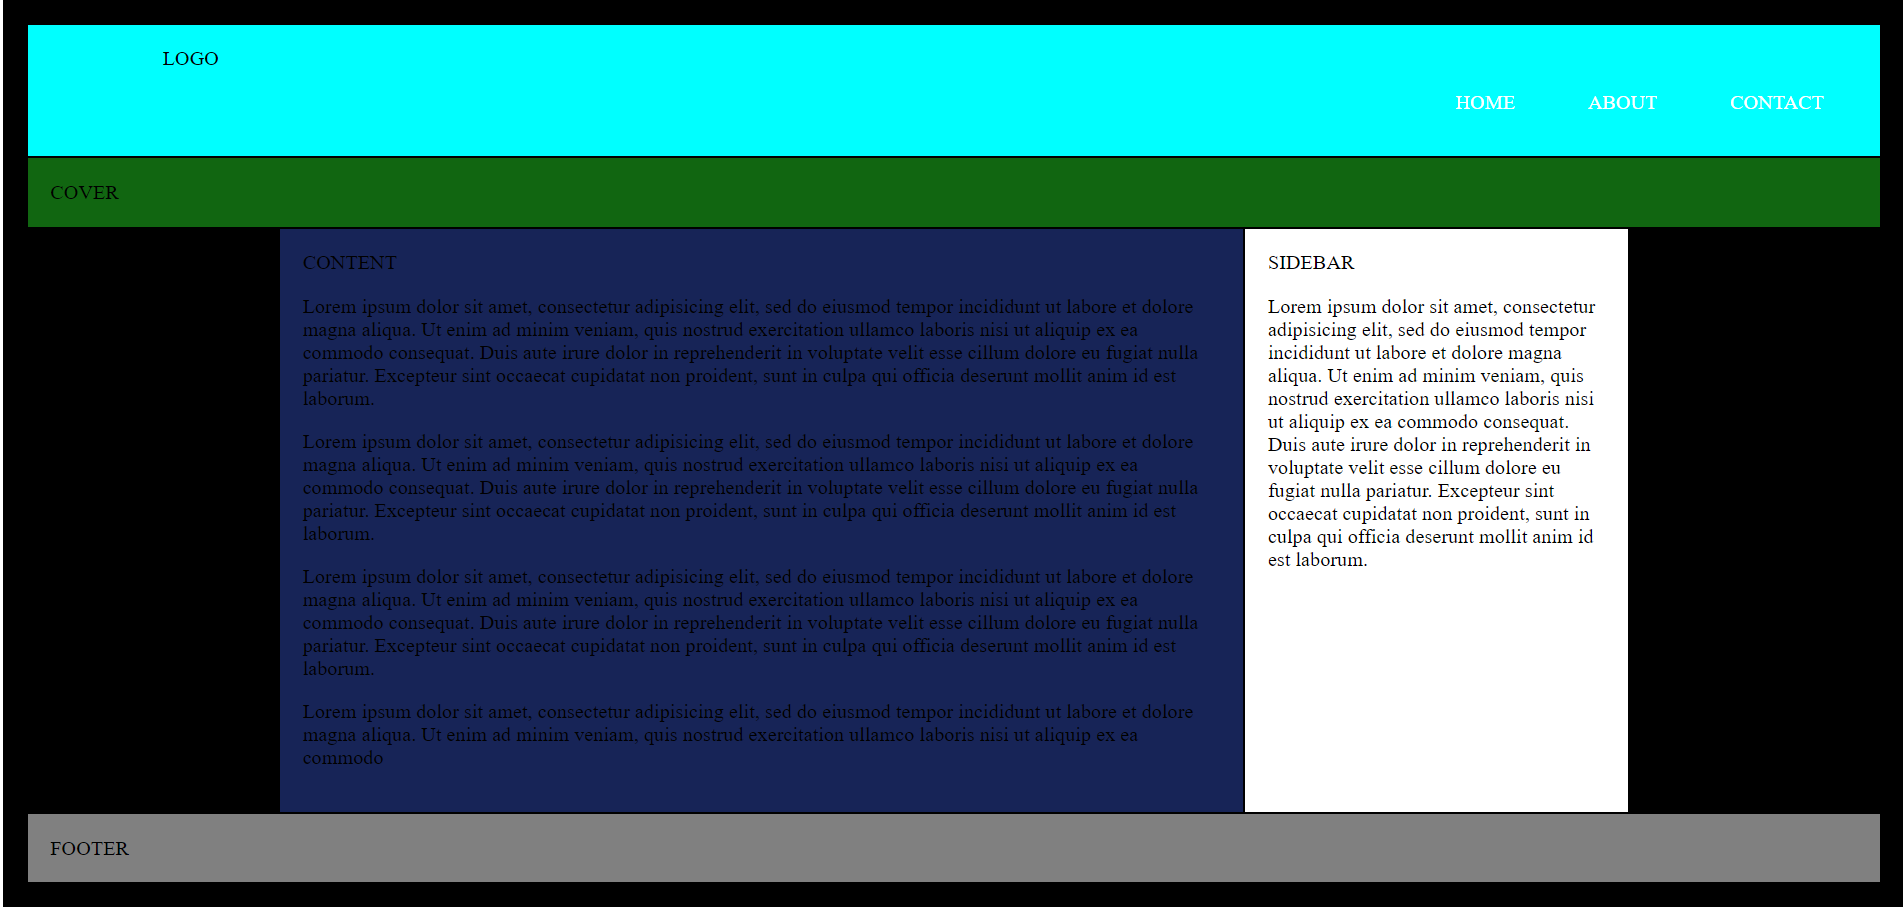 LOGO
HOME ABOUT CONTACT
COVER
CONTENT
Lorem ipsum dolor sit amet, consectetur adipisicing elit, sed do eiusmod tempor incididunt ut labore et dolore
magna aliqua. Ut enim ad minim veniam, quis nostrud exercitation ullamco laboris nisi ut aliquip ex ea
commodo consequat. Duis aute irure dolor in reprehenderit in voluptate velit esse cillum dolore eu fugiat nulla
pariatur. Excepteur sint occaecat cupidatat non proident, sunt in culpa qui officia deserunt mollit anim id est
laborum.
Lorem ipsum dolor sit amet, consectetur adipisicing elit, sed do eiusmod tempor incididunt ut labore et dolore
magna aliqua. Ut enim ad minim veniam, quis nostrud exercitation ullamco laboris nisi ut aliquip ex ea
commodo consequat. Duis aute irure dolor in reprehenderit in voluptate velit esse cillum dolore eu fugiat nulla
pariatur. Excepteur sint occaecat cupidatat non proident, sunt in culpa qui officia deserunt mollit anim id est
laborum.
Lorem ipsum dolor sit amet, consectetur adipisicing elit, sed do eiusmod tempor incididunt ut labore et dolore
magna aliqua. Ut enim ad minim veniam, quis nostrud exercitation ullamco laboris nisi ut aliquip ex ea
commodo consequat. Duis aute irure dolor in reprehenderit in voluptate velit esse cillum dolore eu fugiat nulla
pariatur. Excepteur sint occaecat cupidatat non proident, sunt in culpa qui officia deserunt mollit anim id est
laborum.
Lorem ipsum dolor sit amet, consectetur adipisicing elit, sed do eiusmod tempor incididunt ut labore et dolore
magna aliqua. Ut enim ad minim veniam, quis nostrud exercitation ullamco laboris nisi ut aliquip ex ea
commodo
SIDEBAR
Lorem ipsum dolor sit amet, consectetur
adipisicing elit, sed do eiusmod tempor
incididunt ut labore et dolore magna
aliqua. Ut enim ad minim veniam, quis
nostrud exercitation ullamco laboris nisi
ut aliquip ex ea commodo consequat.
Duis aute irure dolor in reprehenderit in
voluptate velit esse cillum dolore eu
fugiat nulla pariatur. Excepteur sint
occaecat cupidatat non proident, sunt in
culpa qui officia deserunt mollit anim id
est laborum.
FOOTER